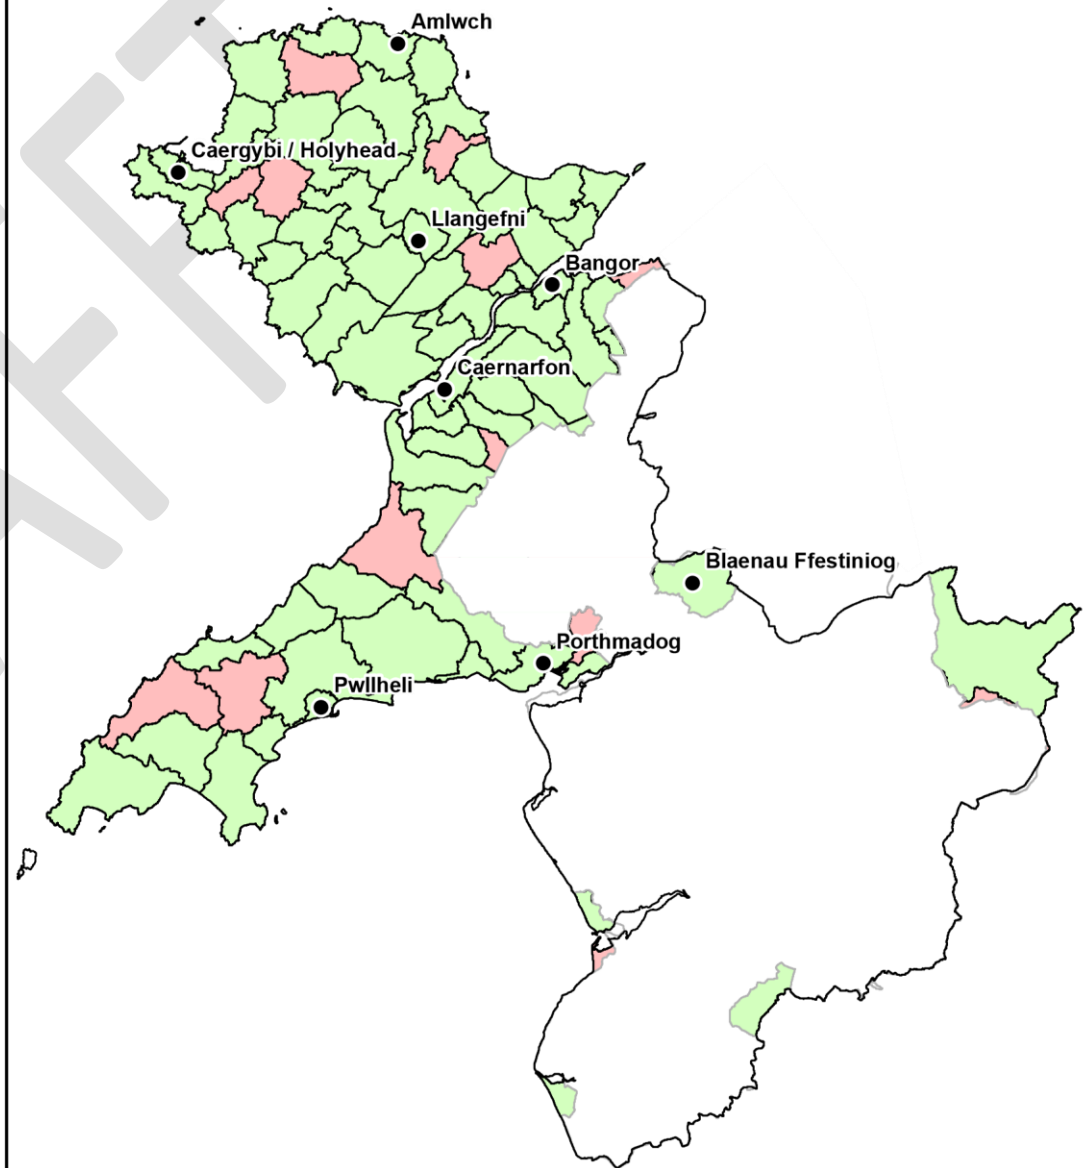 Amlwch
Caergybi / Holyhead
Llangefni
Bangor
Caernarfon
Blaenau Ffestiniog
Porthmadog
Pwllheli